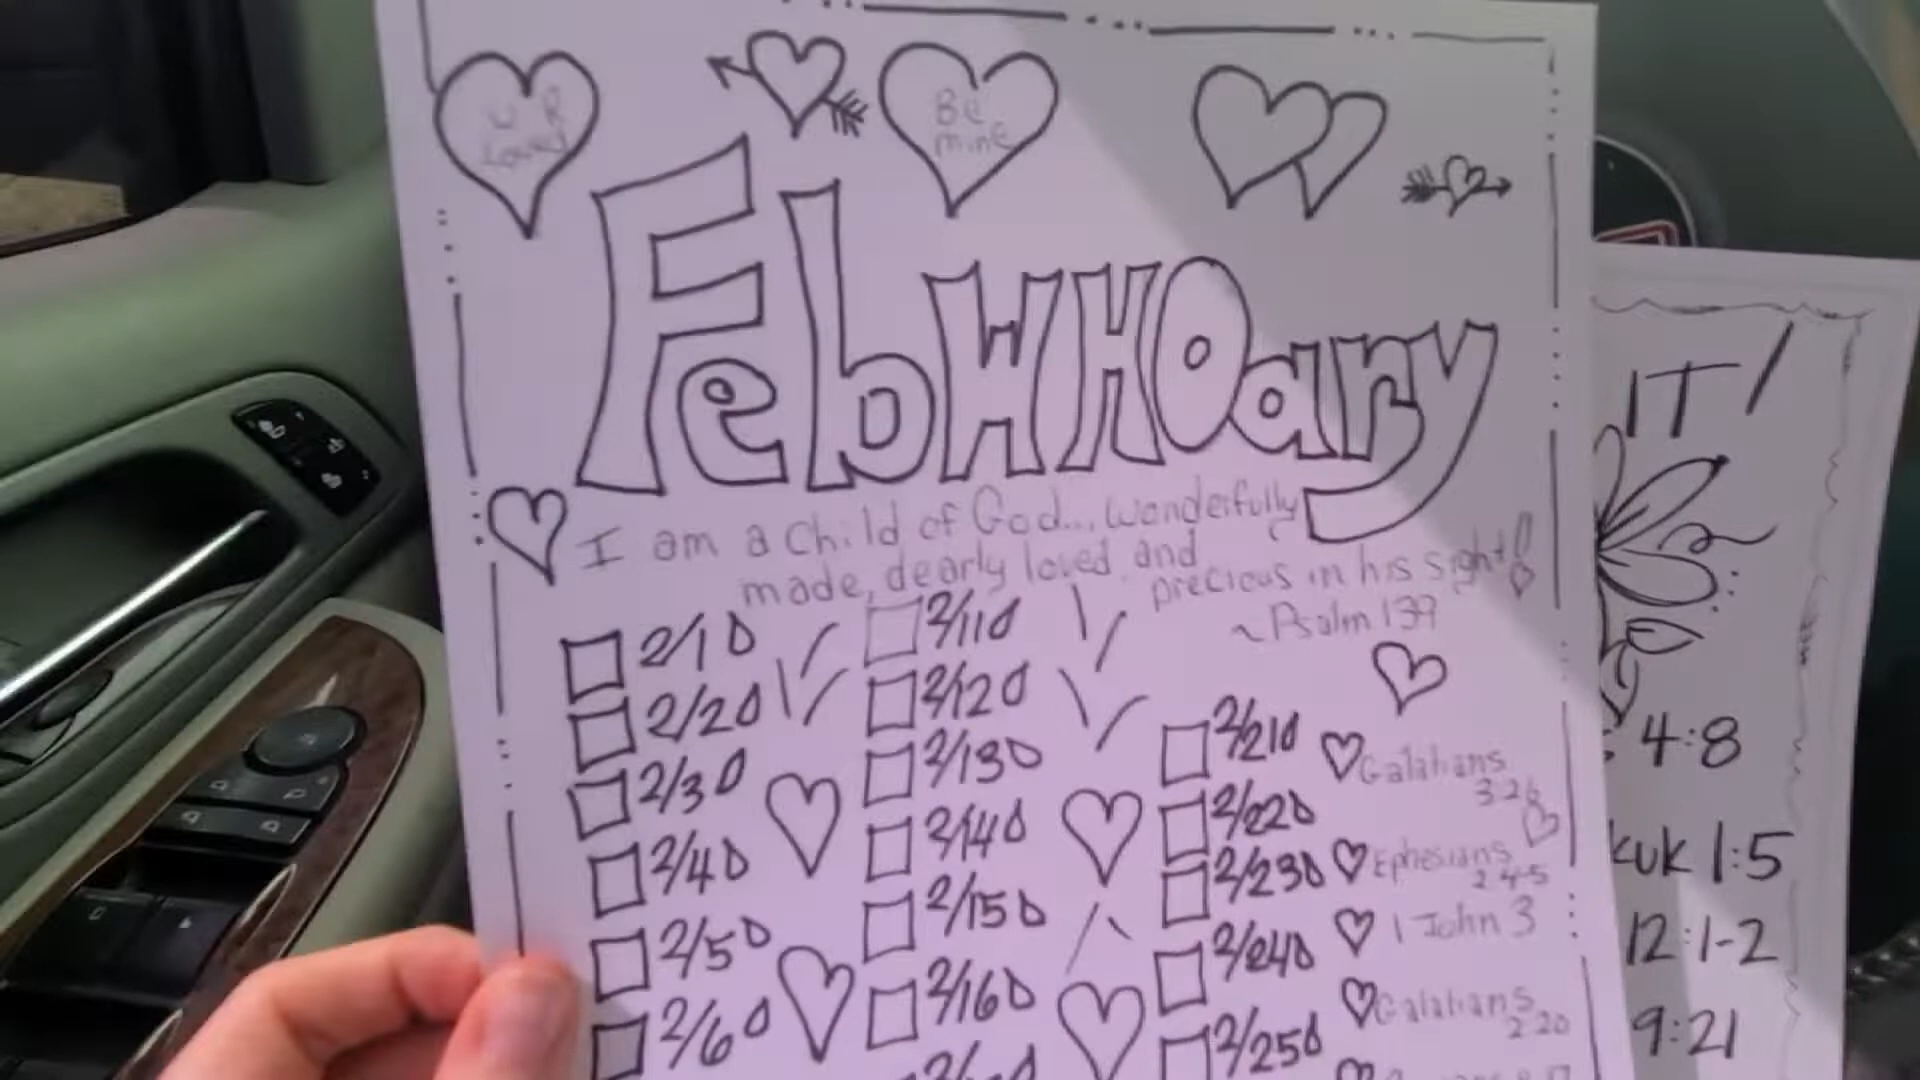 U R
Loved
Be
mine
FebWHOary
I am a Child of God... wonderfully
made, dearly loved and
precious in his sight!!
~ Psalm 139
2/1
2/2
2/3
2/4
2/5
2/6
2/11
2/12
2/13
2/14
2/15
2/16
2/21
2/22
2/23
2/24
2/25
Galatians
3:26
Ephesians
2 4-5
1 John 3
Galatians
2 20
IT!
4:8
kuk 1:5
12:1-2
9:21